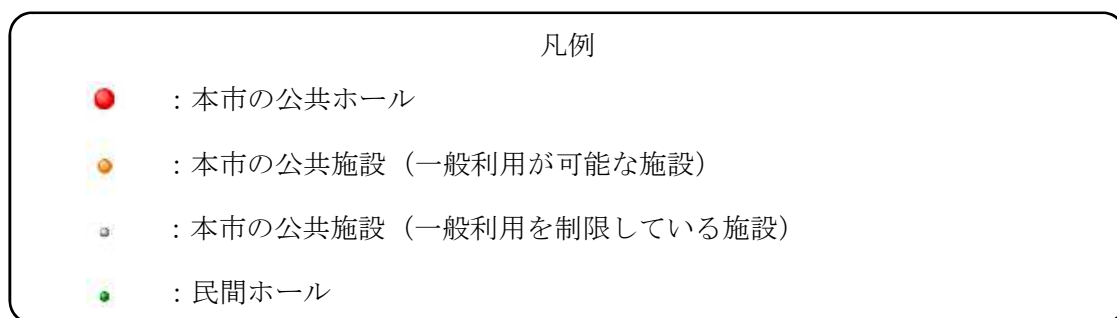 凡例
：本市の公共ホール
：本市の公共施設（一般利用が可能な施設）
：本市の公共施設（一般利用を制限している施設）
：民間ホール